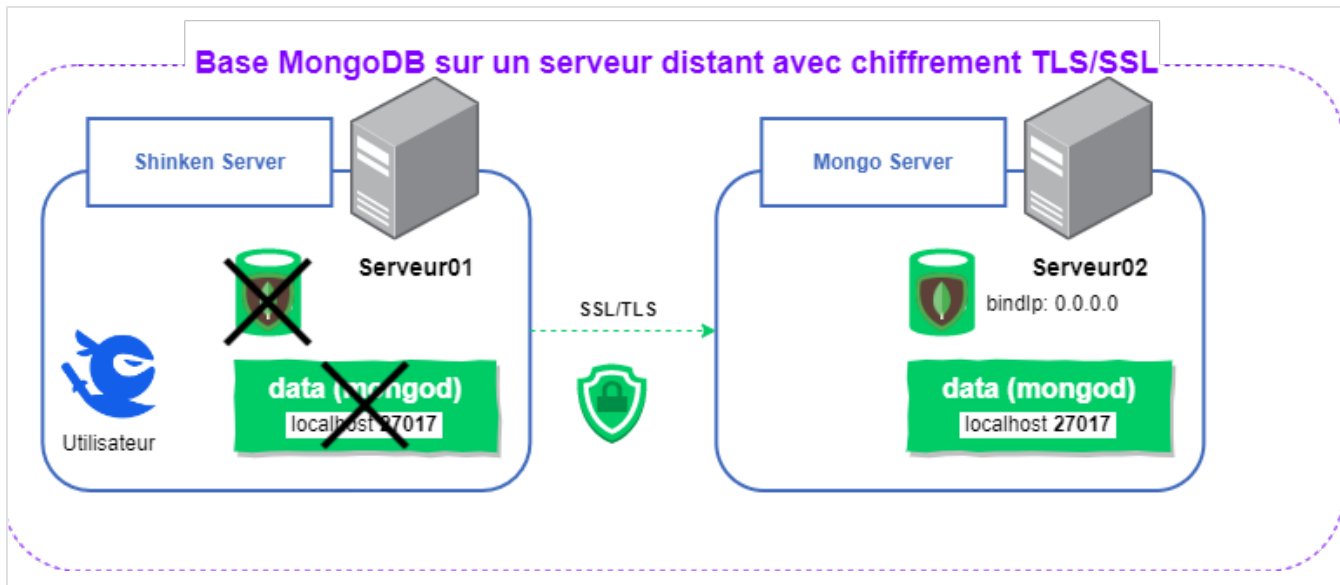 Base MongoDB sur un serveur distant avec chiffrement TLS/SSL
Shinken Server
Mongo Server
Serveur01
Serveur02
bindIp: 0.0.0.0
SSL/TLS
data (mongod)
localhost 27017
data (mongod)
localhost 27017
Utilisateur